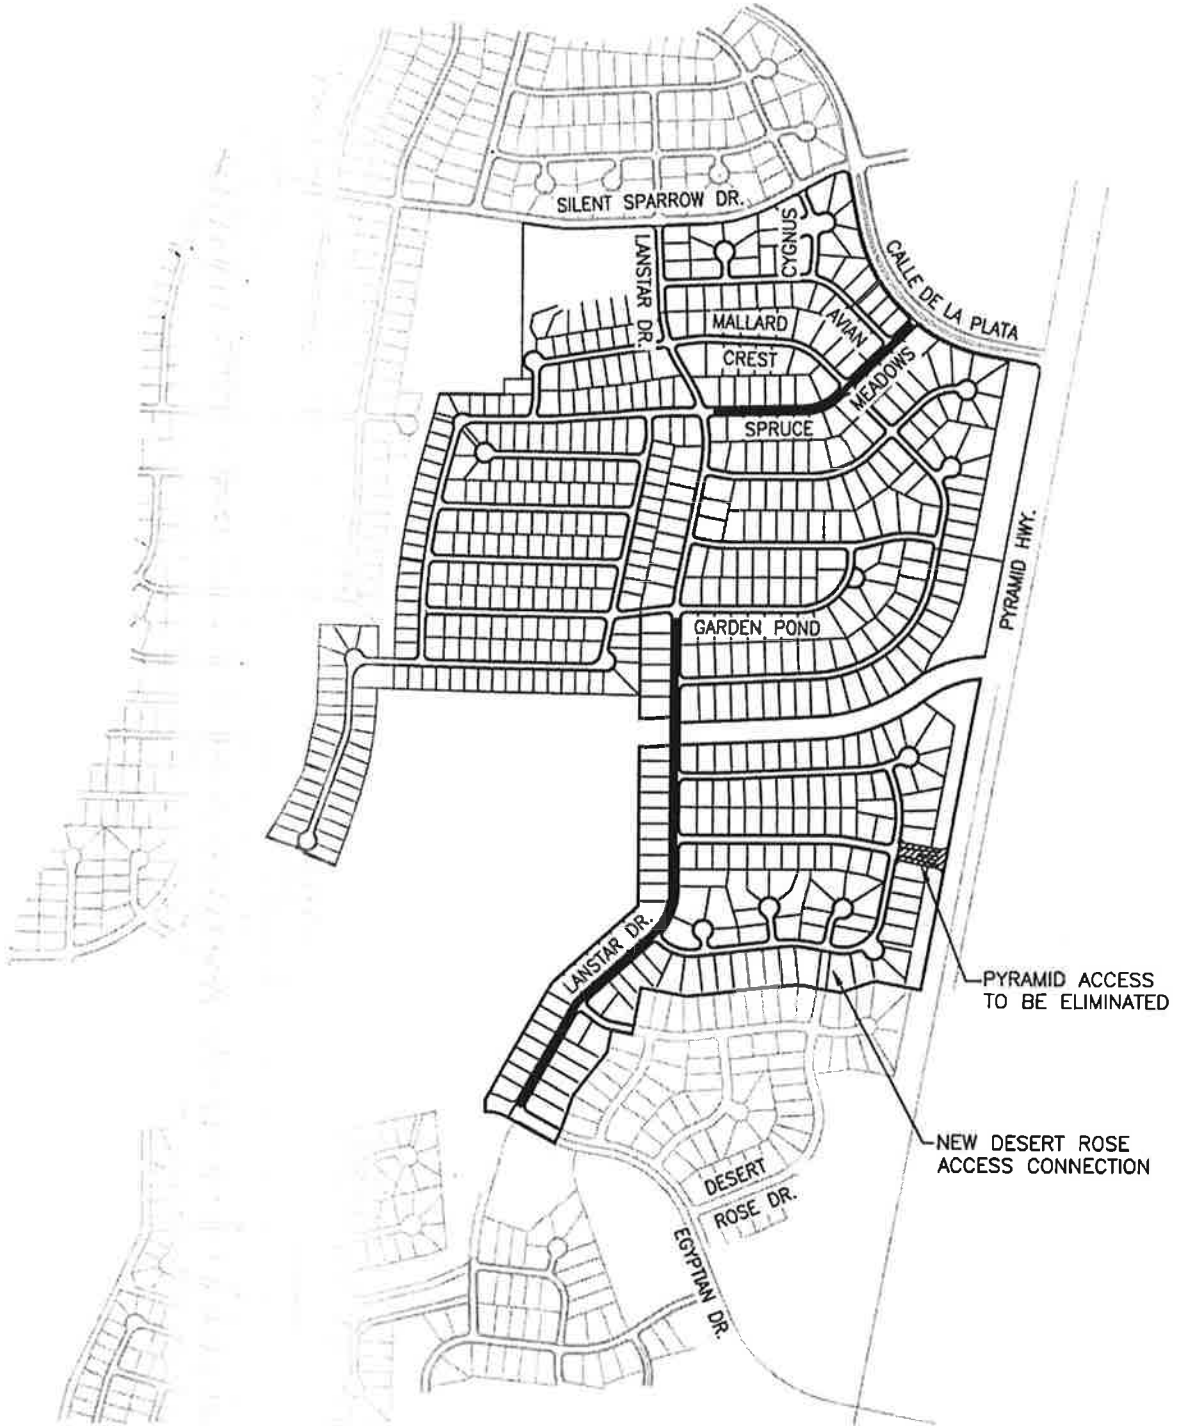 SILENT SPARROW DR.
CYGNUS
LANSTAR DR.
CALLE DE LA PLATA
MALLARD
CREST
AVIAN
MEADOWS
SPRUCE
PYRAMID HWY.
GARDEN POND
LANSTAR DR.
PYRAMID ACCESS
TO BE ELIMINATED
NEW DESERT ROSE
ACCESS CONNECTION
DESERT
ROSE DR.
EGYPTIAN DR.